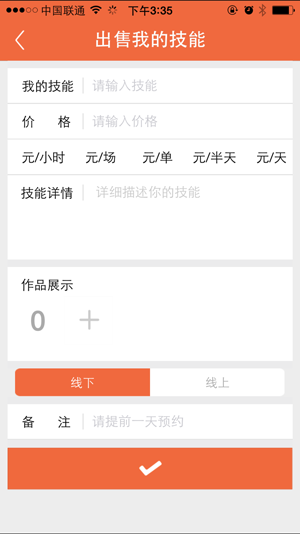 中国联通 下午3:35
出售我的技能
我的技能 请输入技能
价 格 请输入价格
元/小时 元/场 元/单 元/半天 元/天
技能详情 详细描述你的技能
作品展示
0 +
线下 线上
备 注 请提前一天预约